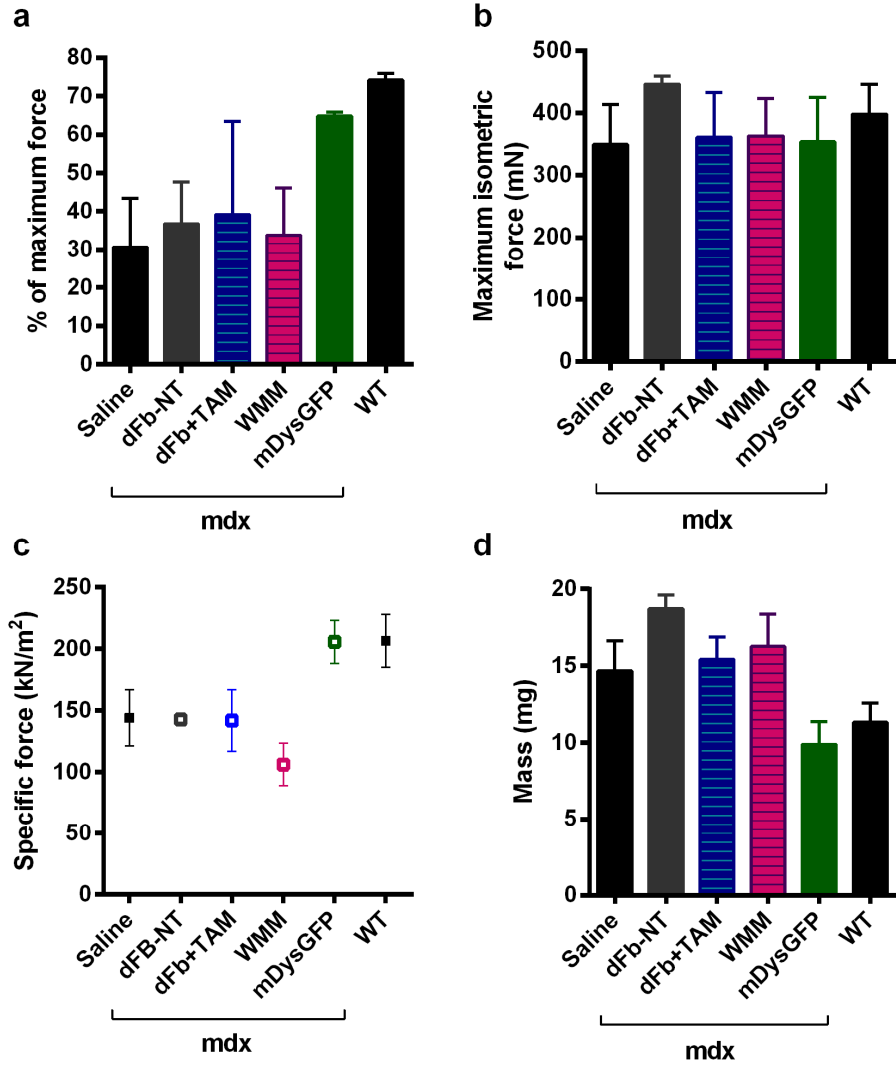 a
% of maximum force
80
70
60
50
40
30
20
10
0
Saline
dFb-NT
dFb+TAM
WMM
mDysGFP
WT
mdx
b
Maximum isometric
force (mN)
500
400
300
200
100
0
Saline
dFb-NT
dFb+TAM
WMM
mDysGFP
WT
mdx
c
Specific force (kN/m²)
250
200
150
100
50
0
Saline
dFB-NT
dFb+TAM
WMM
mDysGFP
WT
mdx
d
Mass (mg)
20
15
10
5
0
Saline
dFb-NT
dFb+TAM
WMM
mDysGFP
WT
mdx